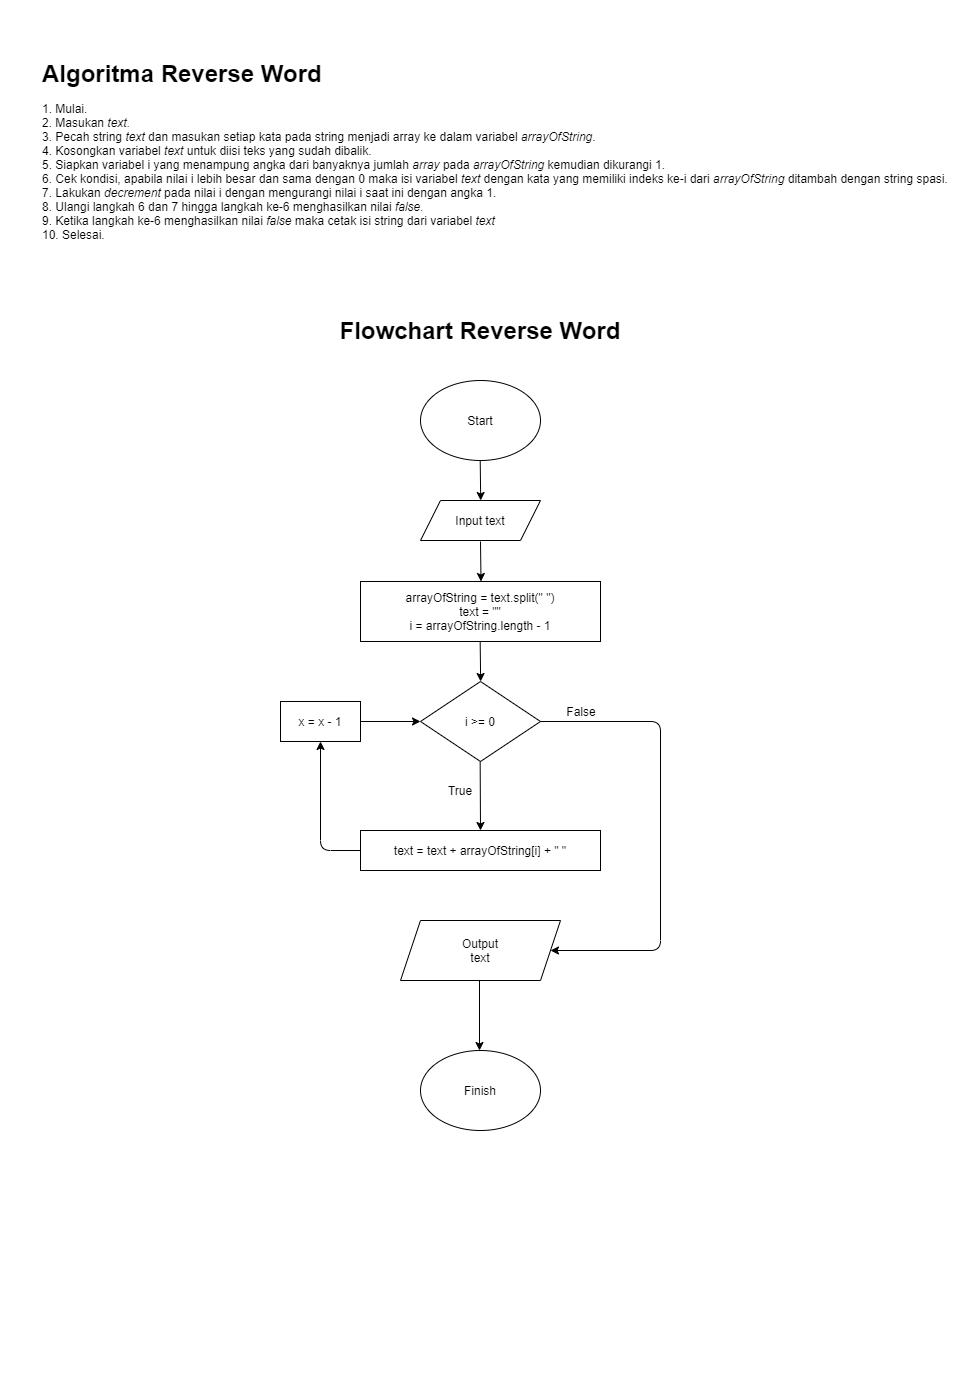 Algoritma Reverse Word
1. Mulai.
2. Masukan text.
3. Pecah string text dan masukan setiap kata pada string menjadi array ke dalam variabel arrayOfString.
4. Kosongkan variabel text untuk diisi teks yang sudah dibalik.
5. Siapkan variabel i yang menampung angka dari banyaknya jumlah array pada arrayOfString kemudian dikurangi 1.
6. Cek kondisi, apabila nilai i lebih besar dan sama dengan 0 maka isi variabel text dengan kata yang memiliki indeks ke-i dari arrayOfString ditambah dengan string spasi.
7. Lakukan decrement pada nilai i dengan mengurangi nilai i saat ini dengan angka 1.
8. Ulangi langkah 6 dan 7 hingga langkah ke-6 menghasilkan nilai false.
9. Ketika langkah ke-6 menghasilkan nilai false maka cetak isi string dari variabel text
10. Selesai.
Flowchart Reverse Word
Start
Input text
arrayOfString = text.split(" ")
text = ""
i = arrayOfString.length - 1
x = x - 1
i >= 0
False
True
text = text + arrayOfString[i] + " "
Output
text
Finish